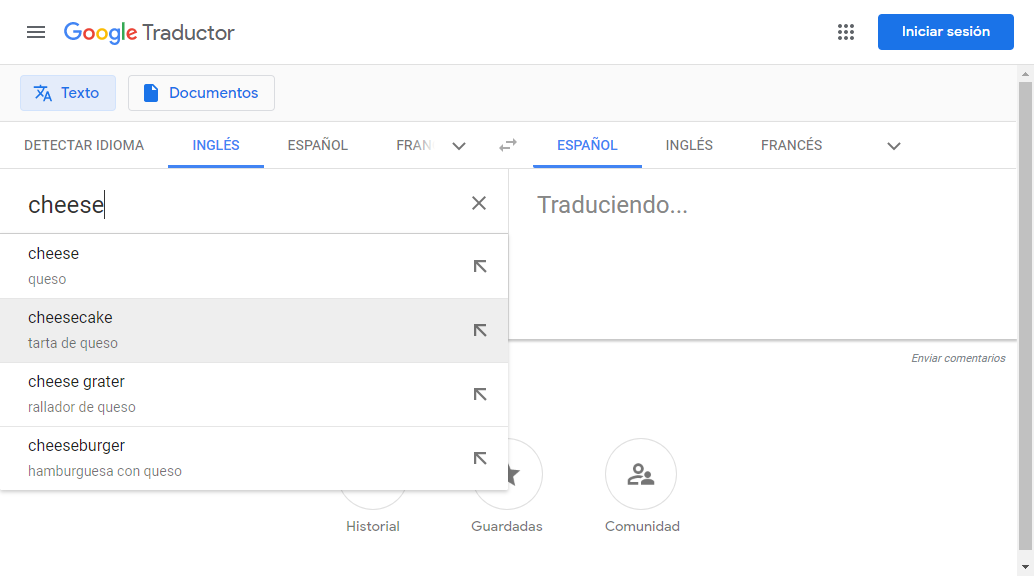 Google Traductor
Iniciar sesión
Texto
Documentos
DETECTAR IDIOMA INGLÉS ESPAÑOL FRAN ESPAÑOL INGLÉS FRANCÉS
cheese
Traduciendo...
cheese
queso
cheesecake
tarta de queso
cheese grater
rallador de queso
cheeseburger
hamburguesa con queso
Enviar comentarios
Historial
Guardadas
Comunidad